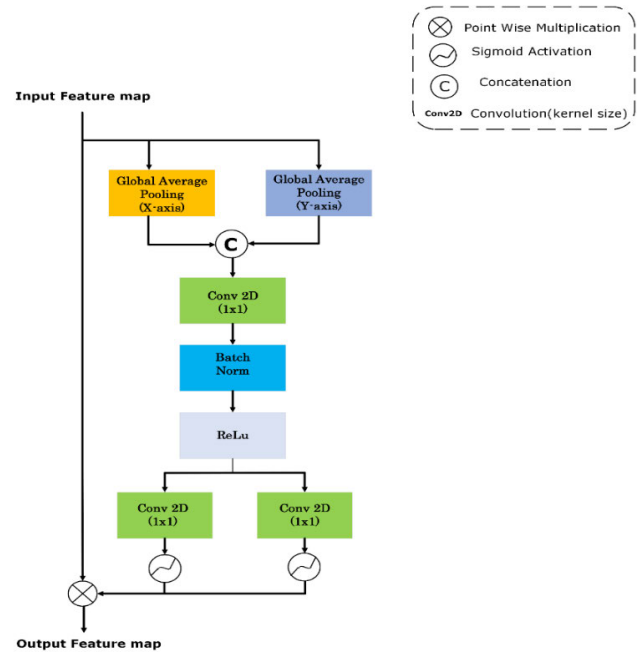 Point Wise Multiplication
Sigmoid Activation
C
Concatenation
Conv2D Convolution(kernel size)
Input Feature map
Global Average
Pooling
(X-axis)
Global Average
Pooling
(Y-axis)
C
Conv 2D
(1x1)
Batch
Norm
ReLu
Conv 2D
(1x1)
Conv 2D
(1x1)
Output Feature map